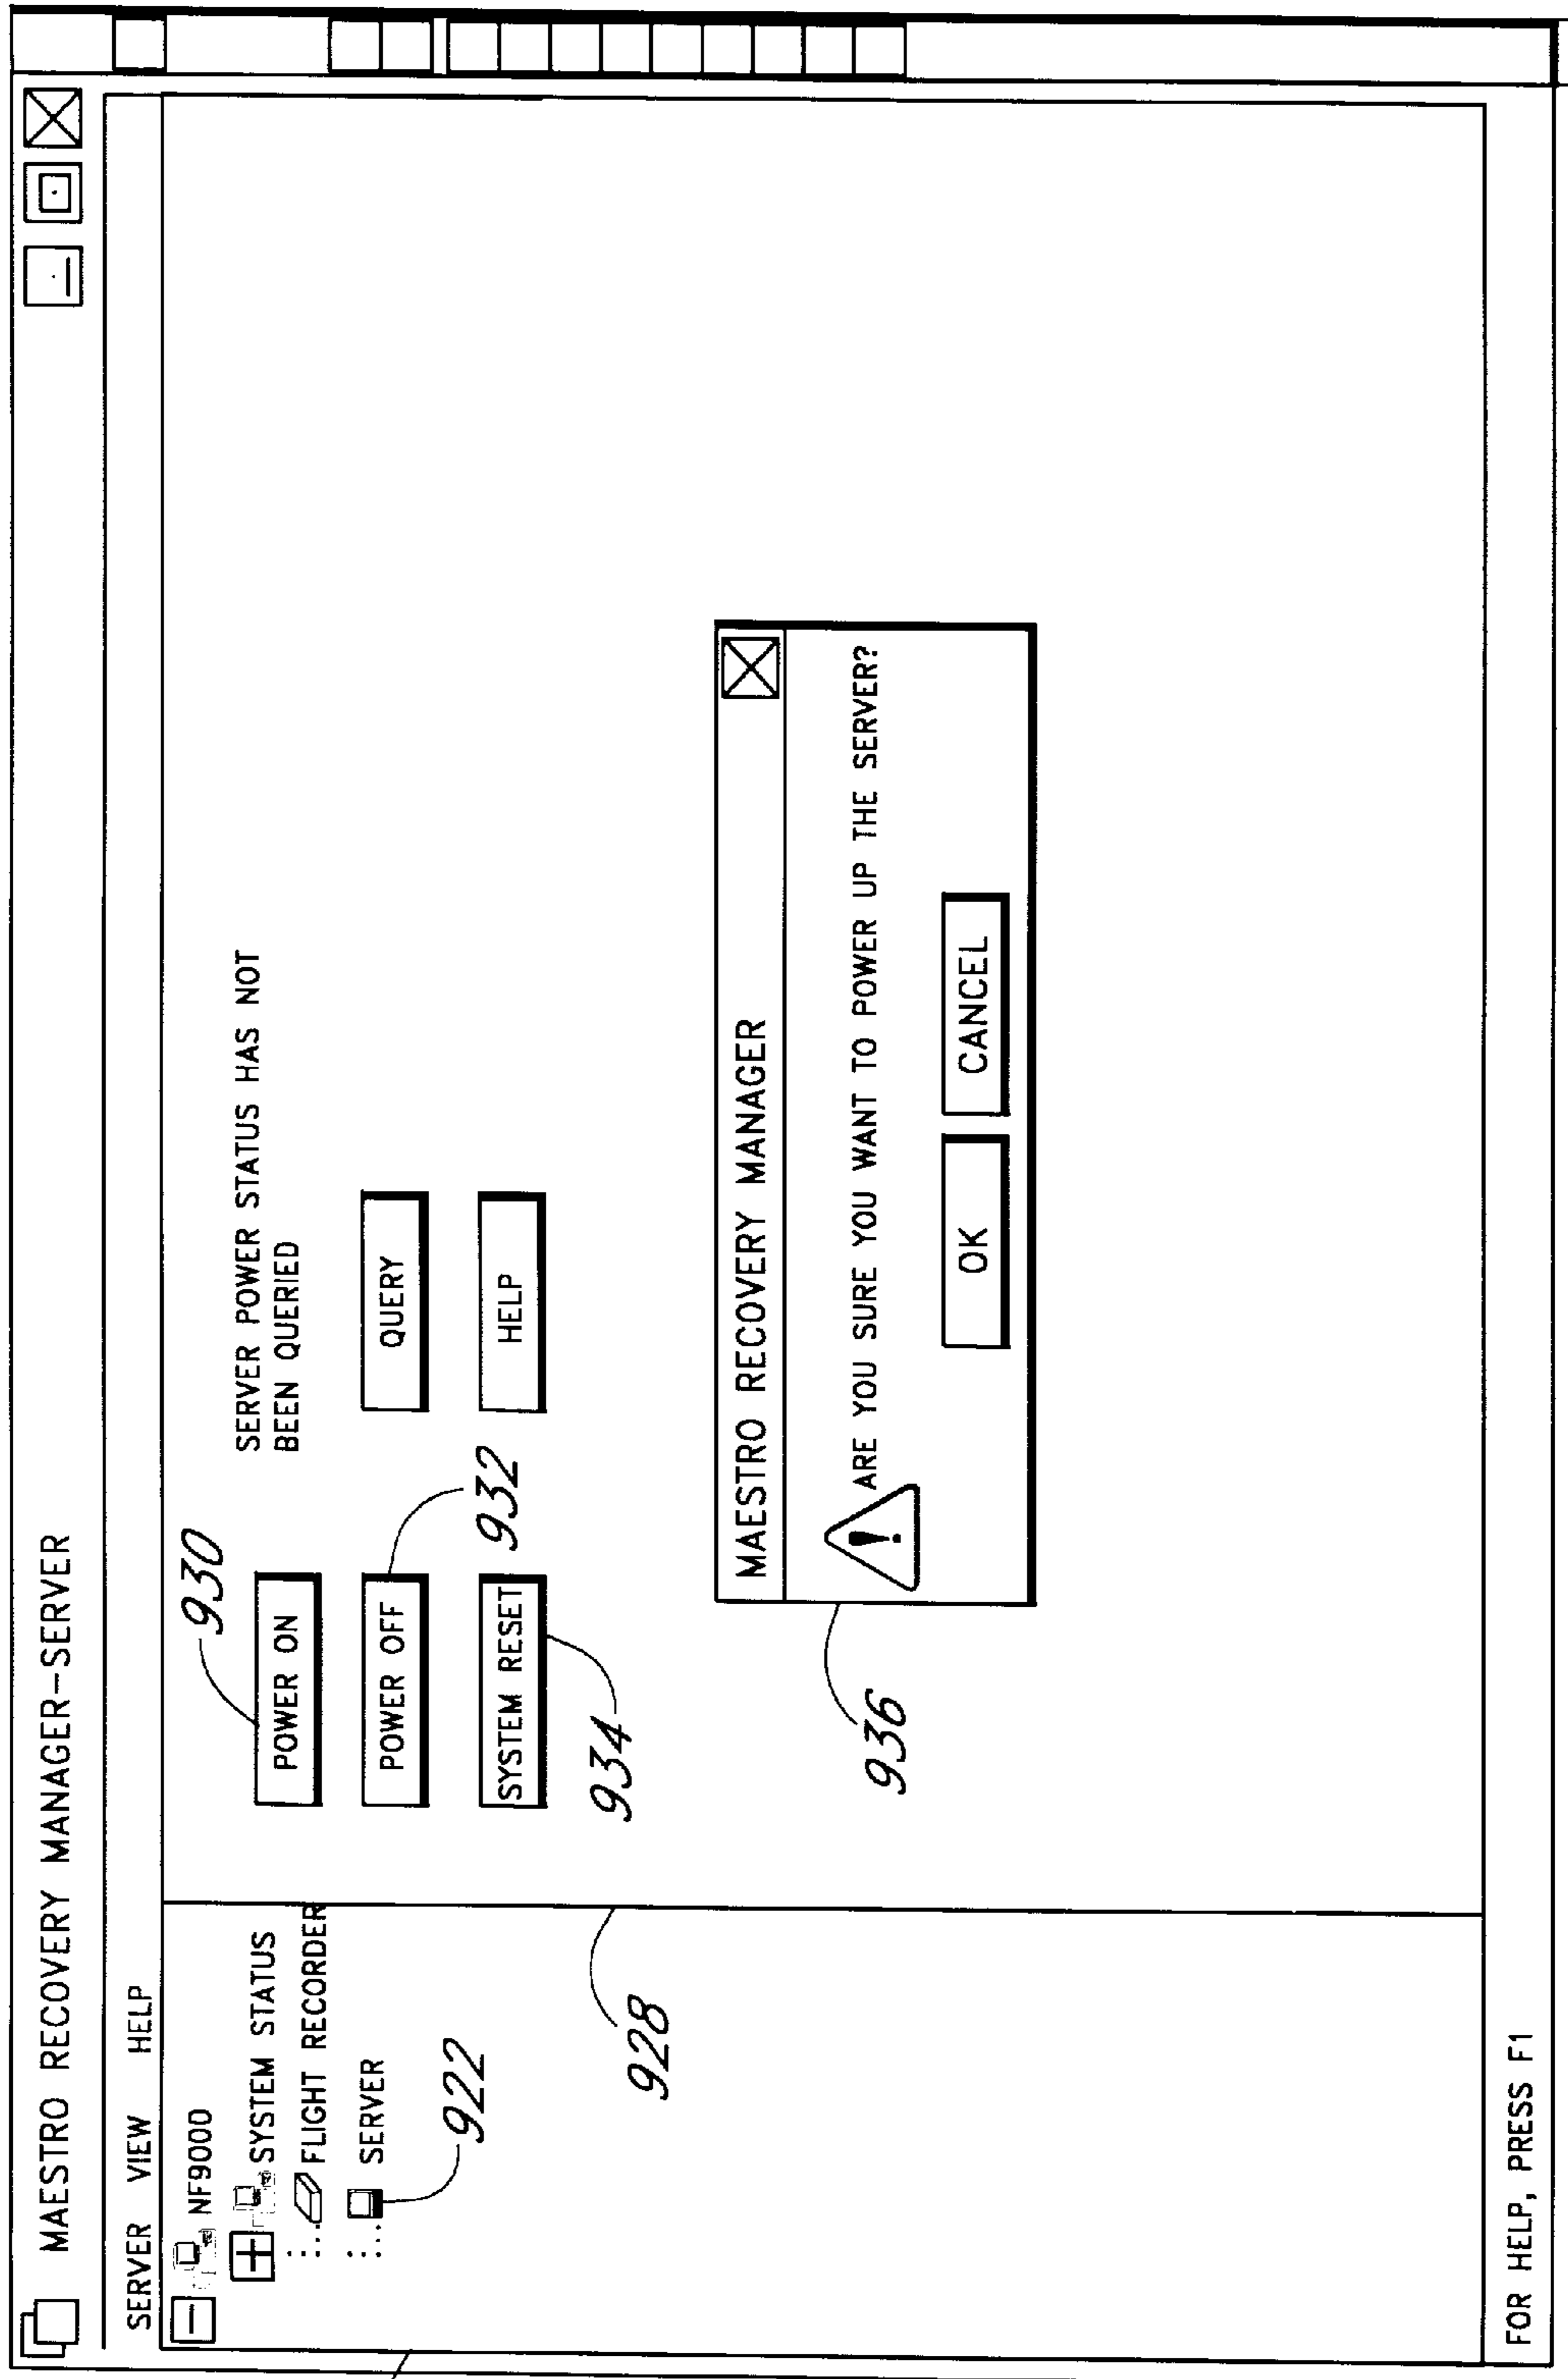 MAESTRO RECOVERY MANAGER-SERVER
SERVER VIEW HELP
NF9000
SYSTEM STATUS
FLIGHT RECORDER
SERVER
922
928
930
POWER ON
SERVER POWER STATUS HAS NOT
BEEN QUERIED
POWER OFF
QUERY
932
SYSTEM RESET
HELP
934
MAESTRO RECOVERY MANAGER
! ARE YOU SURE YOU WANT TO POWER UP THE SERVER?
OK CANCEL
936
FOR HELP, PRESS F1